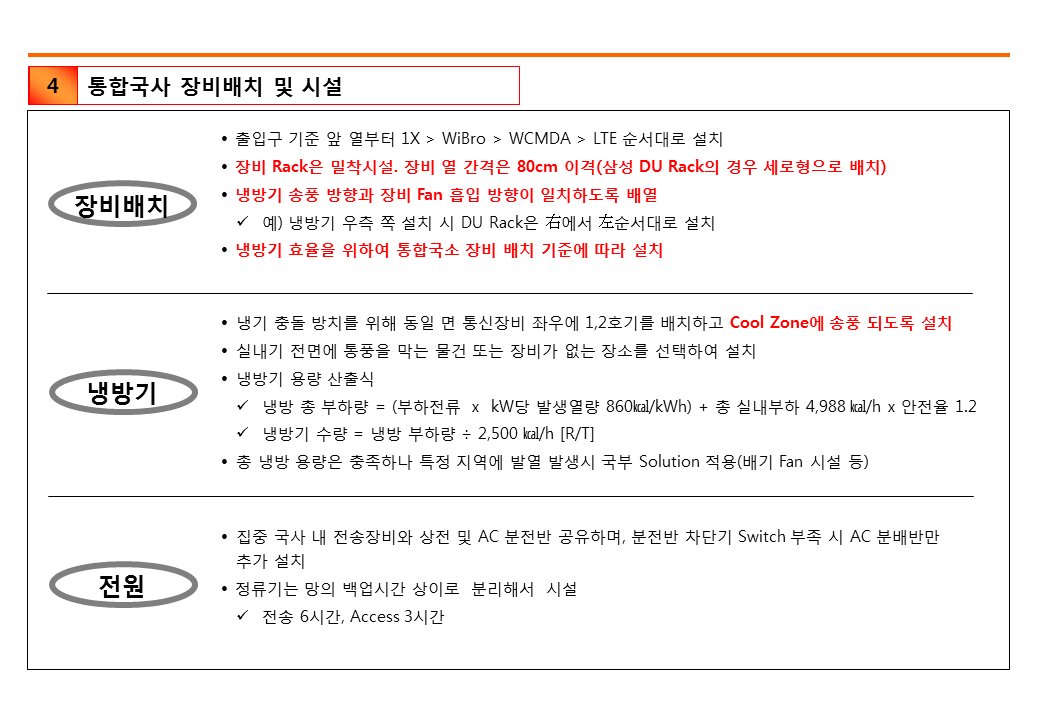 4 통합국사 장비배치 및 시설
장비배치
• 출입구 기준 앞 열부터 1X > WiBro > WCMDA > LTE 순서대로 설치
• 장비 Rack은 밀착시설. 장비 열 간격은 80cm 이격(삼성 DU Rack의 경우 세로형으로 배치)
• 냉방기 송풍 방향과 장비 Fan 흡입 방향이 일치하도록 배열
✓ 예) 냉방기 우측 쪽 설치 시 DU Rack은 右에서 左순서대로 설치
• 냉방기 효율을 위하여 통합국소 장비 배치 기준에 따라 설치
냉방기
• 냉기 충돌 방치를 위해 동일 면 통신장비 좌우에 1,2호기를 배치하고 Cool Zone에 송풍 되도록 설치
• 실내기 전면에 통풍을 막는 물건 또는 장비가 없는 장소를 선택하여 설치
• 냉방기 용량 산출식
✓ 냉방 총 부하량 = (부하전류 x kW당 발생열량 860㎉/kWh) + 총 실내부하 4,988 ㎉/h x 안전율 1.2
✓ 냉방기 수량 = 냉방 부하량 ÷ 2,500 ㎉/h [R/T]
• 총 냉방 용량은 충족하나 특정 지역에 발열 발생시 국부 Solution 적용(배기 Fan 시설 등)
전원
• 집중 국사 내 전송장비와 상전 및 AC 분전반 공유하며, 분전반 차단기 Switch 부족 시 AC 분배반만
추가 설치
• 정류기는 망의 백업시간 상이로 분리해서 시설
✓ 전송 6시간, Access 3시간